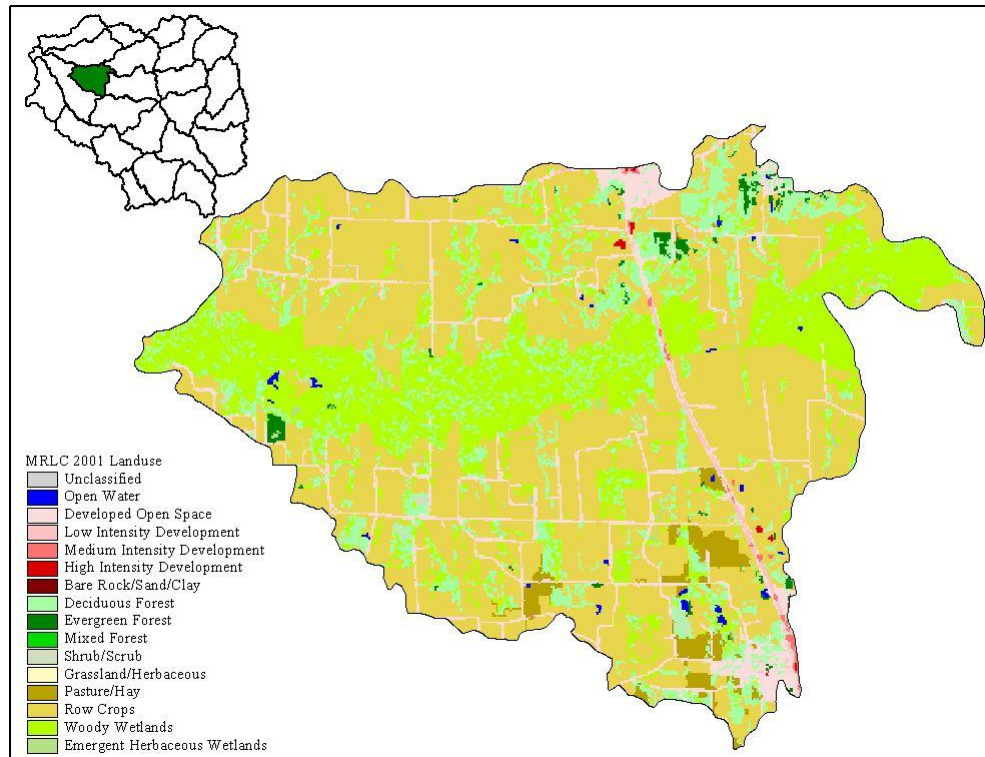 MRLC 2001 Landuse
Unclassified
Open Water
Developed Open Space
Low Intensity Development
Medium Intensity Development
High Intensity Development
Bare Rock/Sand/Clay
Deciduous Forest
Evergreen Forest
Mixed Forest
Shrub/Scrub
Grassland/Herbaceous
Pasture/Hay
Row Crops
Woody Wetlands
Emergent Herbaceous Wetlands